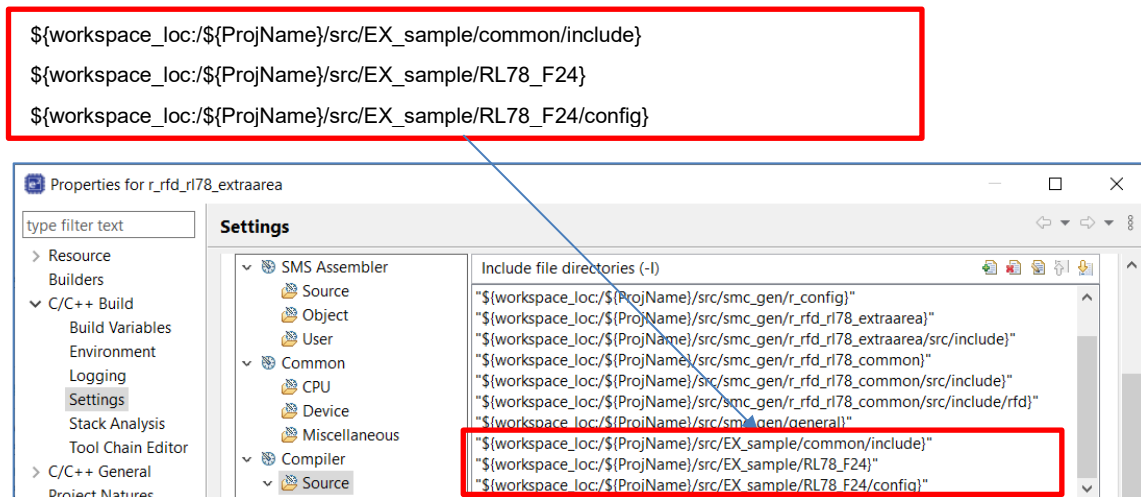 ${workspace_loc:/${ProjName}/src/EX_sample/common/include}
${workspace_loc:/${ProjName}/src/EX_sample/RL78_F24}
${workspace_loc:/${ProjName}/src/EX_sample/RL78_F24/config}
Properties for r_rfd_rl78_extraarea
type filter text
Settings
Resource
Builders
C/C++ Build
Build Variables
Environment
Logging
Settings
Stack Analysis
Tool Chain Editor
C/C++ General
Project Natures
SMS Assembler
Source
Object
User
Common
CPU
Device
Miscellaneous
Compiler
Source
Include file directories (-I)
"${workspace_loc:/${ProjName}/src/smc_gen/r_config}"
"${workspace_loc:/${ProjName}/src/smc_gen/r_rfd_rl78_extraarea}"
"${workspace_loc:/${ProjName}/src/smc_gen/r_rfd_rl78_extraarea/src/include}"
"${workspace_loc:/${ProjName}/src/smc_gen/r_rfd_rl78_common}"
"${workspace_loc:/${ProjName}/src/smc_gen/r_rfd_rl78_common/src/include}"
"${workspace_loc:/${ProjName}/src/smc_gen/r_rfd_rl78_common/src/include/rfd}"
"${workspace_loc:/${ProjName}/src/smc_gen/general}"
"${workspace_loc:/${ProjName}/src/EX_sample/common/include}"
"${workspace_loc:/${ProjName}/src/EX_sample/RL78_F24}"
"${workspace_loc:/${ProjName}/src/EX_sample/RL78_F24/config}"